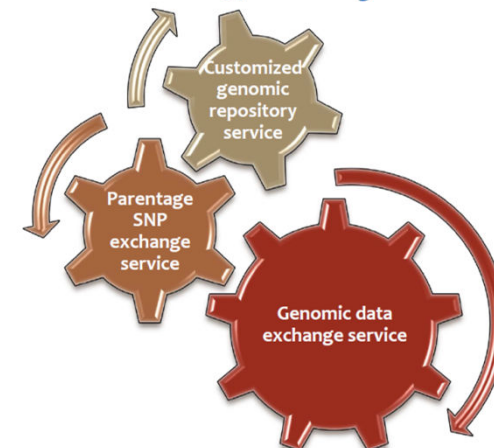 Customized
genomic
repository
service
Parentage
SNP
exchange
service
Genomic data
exchange service